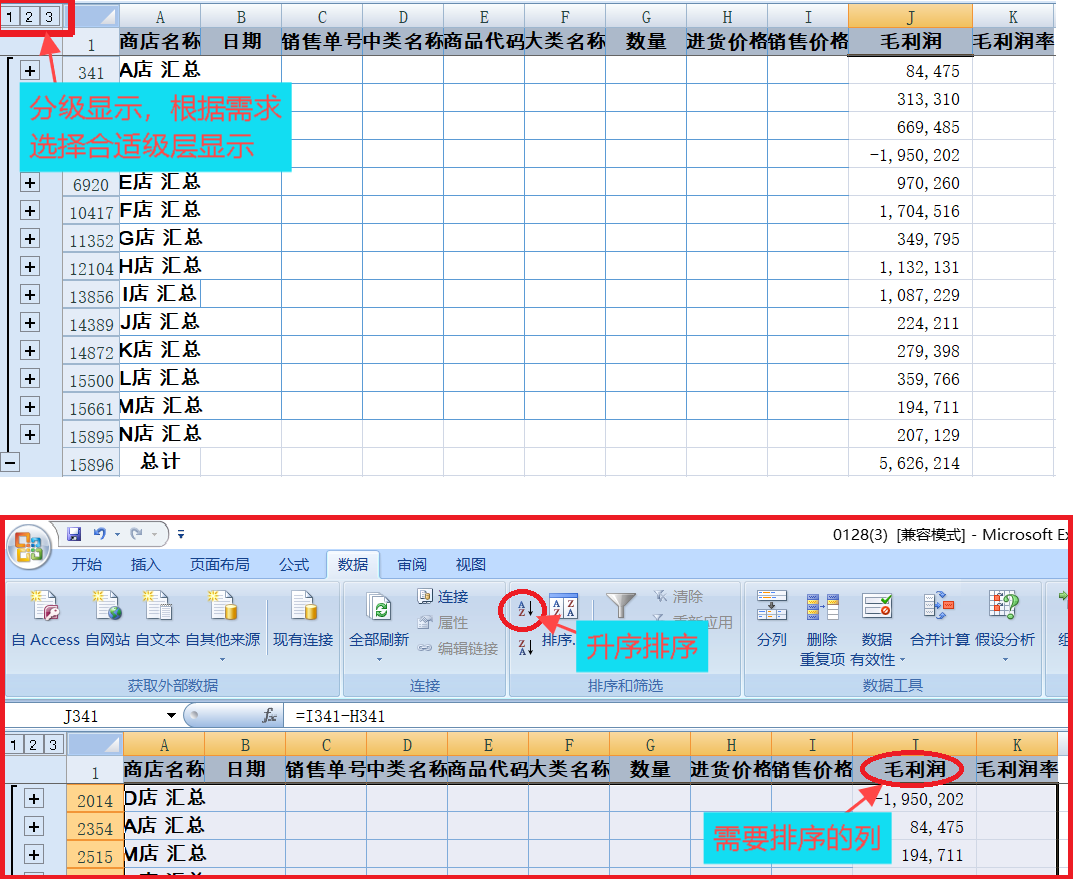 1 2 3 A B C D E F G H I J K
1 商店名称 日期 销售单号 中类名称 商品代码 大类名称 数量 进货价格 销售价格 毛利润 毛利润率
341 A店 汇总 84,475
313,310
669,485
-1,950,202
分级显示，根据需求
选择合适级层显示
6920 E店 汇总 970,260
10417 F店 汇总 1,704,516
11352 G店 汇总 349,795
12104 H店 汇总 1,132,131
13856 I店 汇总 1,087,229
14389 J店 汇总 224,211
14872 K店 汇总 279,398
15500 L店 汇总 359,766
15661 M店 汇总 194,711
15895 N店 汇总 207,129
15896 总计 5,626,214
0128(3) [兼容模式] - Microsoft Ex
开始 插入 页面布局 公式 数据 审阅 视图
自 Access 自网站 自文本 自其他来源 现有连接
获取外部数据
全部刷新 连接
属性
编辑链接
连接
排序
清除
重新应用
升序排序
排序和筛选
分列 删除
重复项 数据
有效性 合并计算 假设分析
数据工具
组
J341 fx =I341-H341
1 2 3 A B C D E F G H I J K
1 商店名称 日期 销售单号 中类名称 商品代码 大类名称 数量 进货价格 销售价格 毛利润 毛利润率
2014 D店 汇总 -1,950,202
2354 A店 汇总 84,475
2515 M店 汇总 194,711
需要排序的列